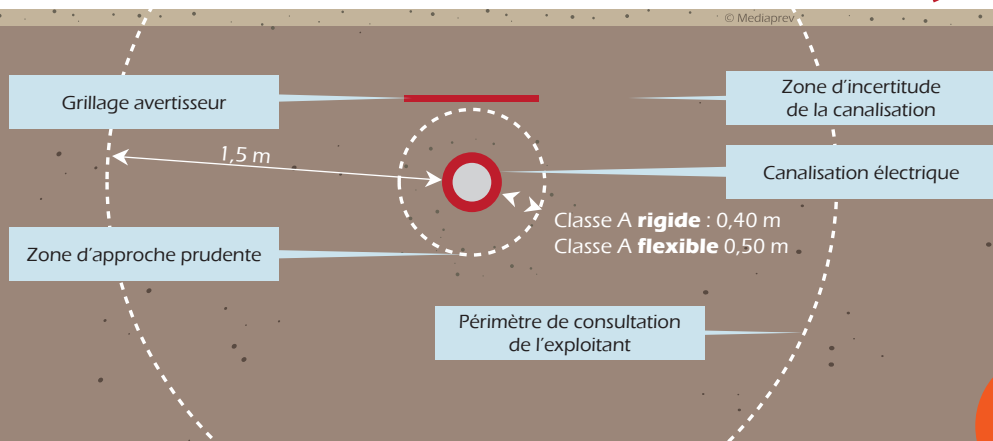 © Mediaprev
Grillage avertisseur
Zone d'incertitude
de la canalisation
1,5 m
Canalisation électrique
Classe A rigide : 0,40 m
Classe A flexible 0,50 m
Zone d'approche prudente
Périmètre de consultation
de l'exploitant